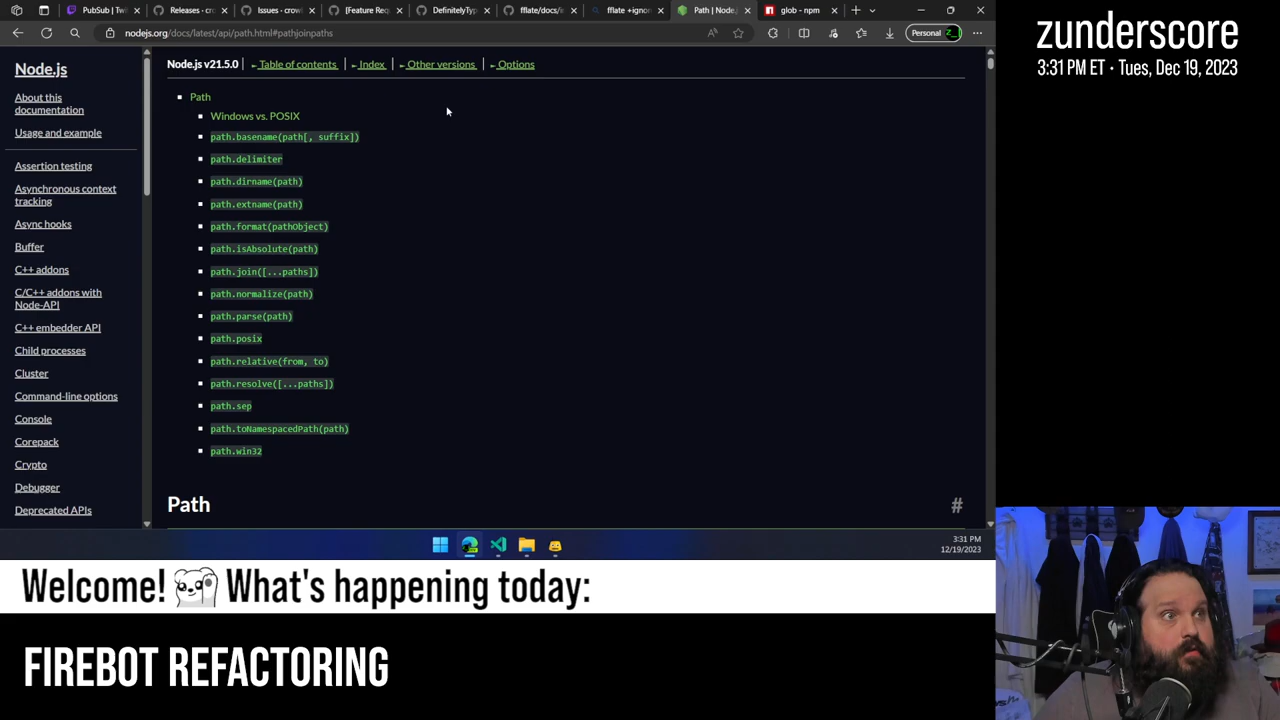 PubSub | Twi
Releases - cro
Issues - crowl
[Feature Req
DefinitelyTyp
fflate/docs/in
fflate +ignor
Path | Node.j
glob - npm
nodejs.org/docs/latest/api/path.html#pathjoinpaths
Personal
Node.js
About this
documentation
Usage and example
Assertion testing
Asynchronous context
tracking
Async hooks
Buffer
C++ addons
C/C++ addons with
Node-API
C++ embedder API
Child processes
Cluster
Command-line options
Console
Corepack
Crypto
Debugger
Deprecated APIs
Node.js v21.5.0 | ► Table of contents | ► Index | ► Other versions | ► Options
Path
Windows vs. POSIX
path.basename(path[, suffix])
path.delimiter
path.dirname(path)
path.extname(path)
path.format(pathObject)
path.isAbsolute(path)
path.join([...paths])
path.normalize(path)
path.parse(path)
path.posix
path.relative(from, to)
path.resolve([...paths])
path.sep
path.toNamespacedPath(path)
path.win32
Path #
3:31 PM
12/19/2023
zunderscore
3:31 PM ET • Tues, Dec 19, 2023
Welcome! What's happening today:
FIREBOT REFACTORING